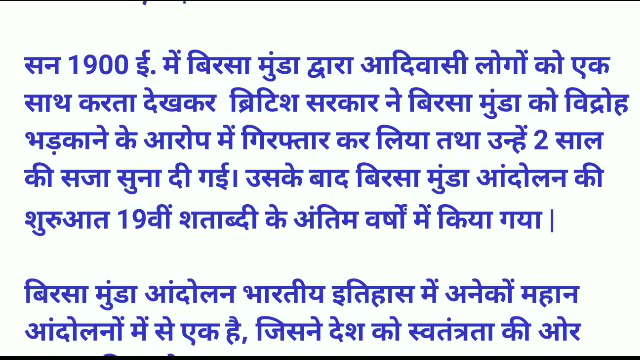 सन 1900 ई. में बिरसा मुंडा द्वारा आदिवासी लोगों को एक
साथ करता देखकर ब्रिटिश सरकार ने बिरसा मुंडा को विद्रोह
भड़काने के आरोप में गिरफ्तार कर लिया तथा उन्हें 2 साल
की सजा सुना दी गई। उसके बाद बिरसा मुंडा आंदोलन की
शुरुआत 19वीं शताब्दी के अंतिम वर्षों में किया गया |
बिरसा मुंडा आंदोलन भारतीय इतिहास में अनेकों महान
आंदोलनों में से एक है, जिसने देश को स्वतंत्रता की ओर